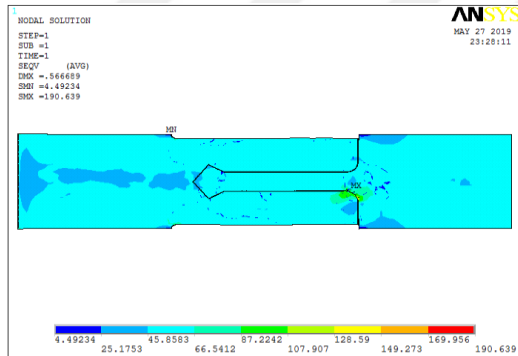 1
NODAL SOLUTION
ANSYS
STEP=1
SUB =1
TIME=1
SEQV (AVG)
DMX =.566689
SMN =4.49234
SMX =190.639
MAY 27 2019
23:28:11
MN
MX
4.49234 45.8583 87.2242 128.59 169.956
25.1753 66.5412 107.907 149.273 190.639